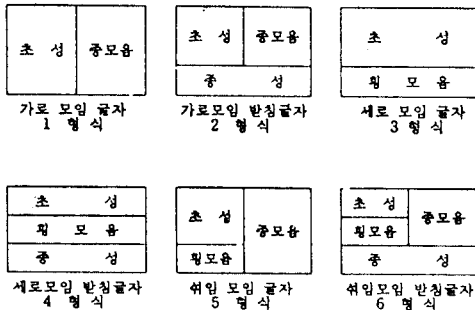 초 성 종모음
가로 모임 글자
1 형 식
초 성 종모음
종 성
가로모임 받침글자
2 형 식
초 성
횡 모 음
세로 모임 글자
3 형 식
초 성
횡 모 음
종 성
세로모임 받침글자
4 형 식
초 성 종모음
횡모음
섞임 모임 글자
5 형 식
초 성 종모음
횡모음
종 성
섞임모임 받침글자
6 형 식